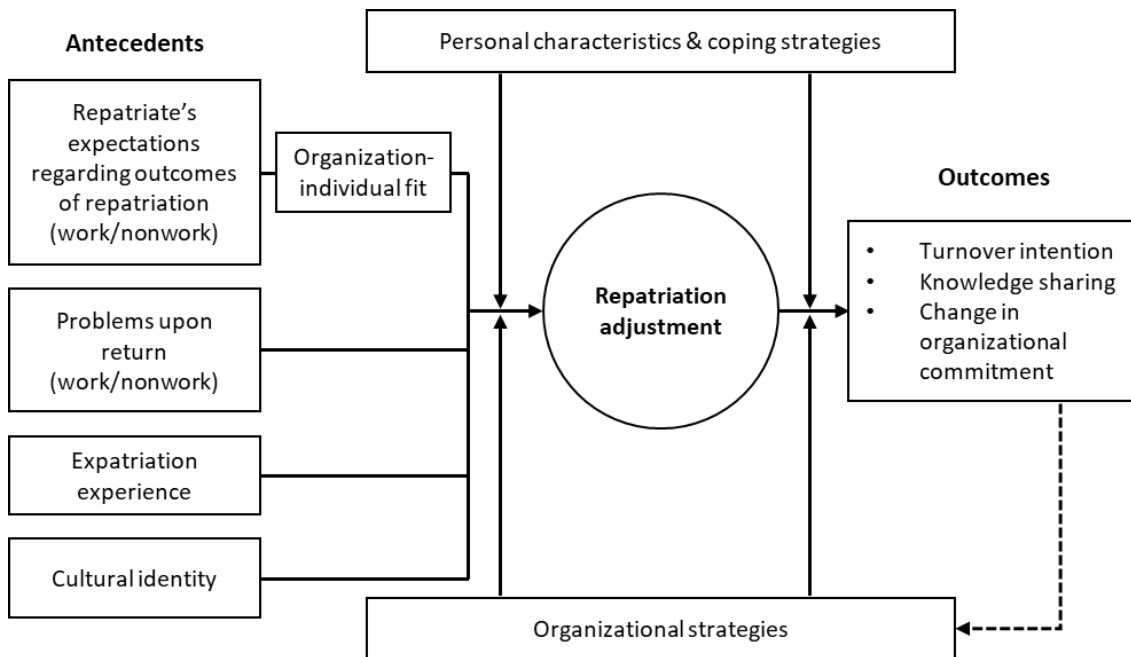 Antecedents
Personal characteristics & coping strategies
Repatriate's
expectations
regarding outcomes
of repatriation
(work/nonwork)
Organization-
individual fit
Problems upon
return
(work/nonwork)
Expatriation
experience
Cultural identity
Repatriation
adjustment
Outcomes
• Turnover intention
• Knowledge sharing
• Change in
organizational
commitment
Organizational strategies